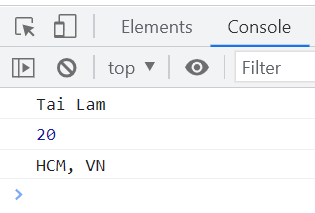 Elements Console
top Filter
Tai Lam
20
HCM, VN